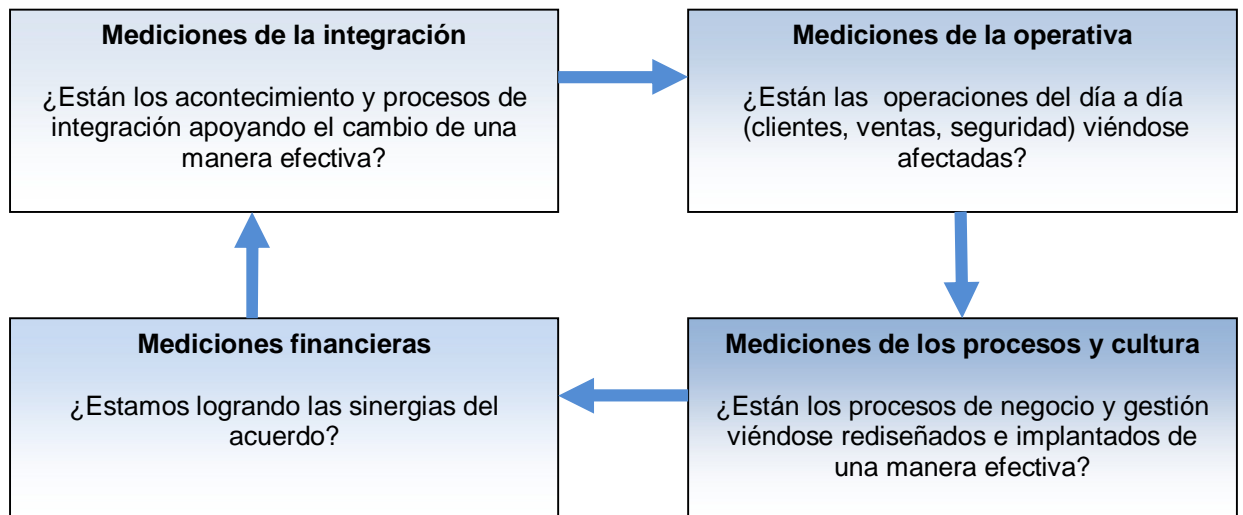 Mediciones de la integración
¿Están los acontecimiento y procesos de
integración apoyando el cambio de una
manera efectiva?
Mediciones de la operativa
¿Están las operaciones del día a día
(clientes, ventas, seguridad) viéndose
afectadas?
Mediciones financieras
¿Estamos logrando las sinergias del
acuerdo?
Mediciones de los procesos y cultura
¿Están los procesos de negocio y gestión
viéndose rediseñados e implantados de
una manera efectiva?